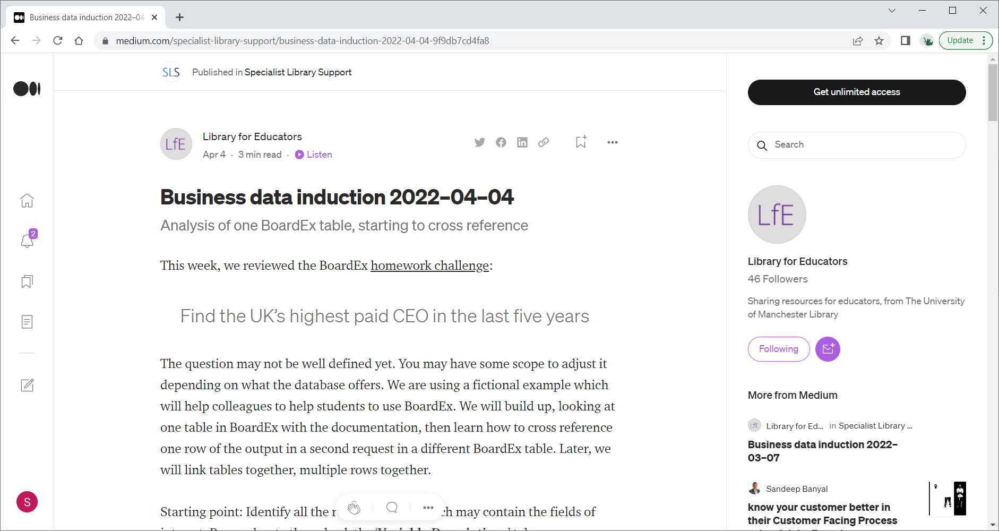 Business data induction 2022–04
medium.com/specialist-library-support/business-data-induction-2022-04-04-9f9db7cd4fa8
Update
SLS
Published in Specialist Library Support
Get unlimited access
LfE
Library for Educators
Apr 4 · 3 min read · Listen
Search
Business data induction 2022–04–04
Analysis of one BoardEx table, starting to cross reference
2
LfE
This week, we reviewed the BoardEx homework challenge:
Library for Educators
46 Followers
Sharing resources for educators, from The University
of Manchester Library
Find the UK's highest paid CEO in the last five years
Following
The question may not be well defined yet. You may have some scope to adjust it
depending on what the database offers. We are using a fictional example which
will help colleagues to help students to use BoardEx. We will build up, looking at
one table in BoardEx with the documentation, then learn how to cross reference
one row of the output in a second request in a different BoardEx table. Later, we
will link tables together, multiple rows together.
More from Medium
LfE
Library for Ed... in Specialist Library ...
Business data induction 2022–
03–07
Sandeep Banyal
know your customer better in
their Customer Facing Process
S
Starting point: Identify all the may contain the fields of